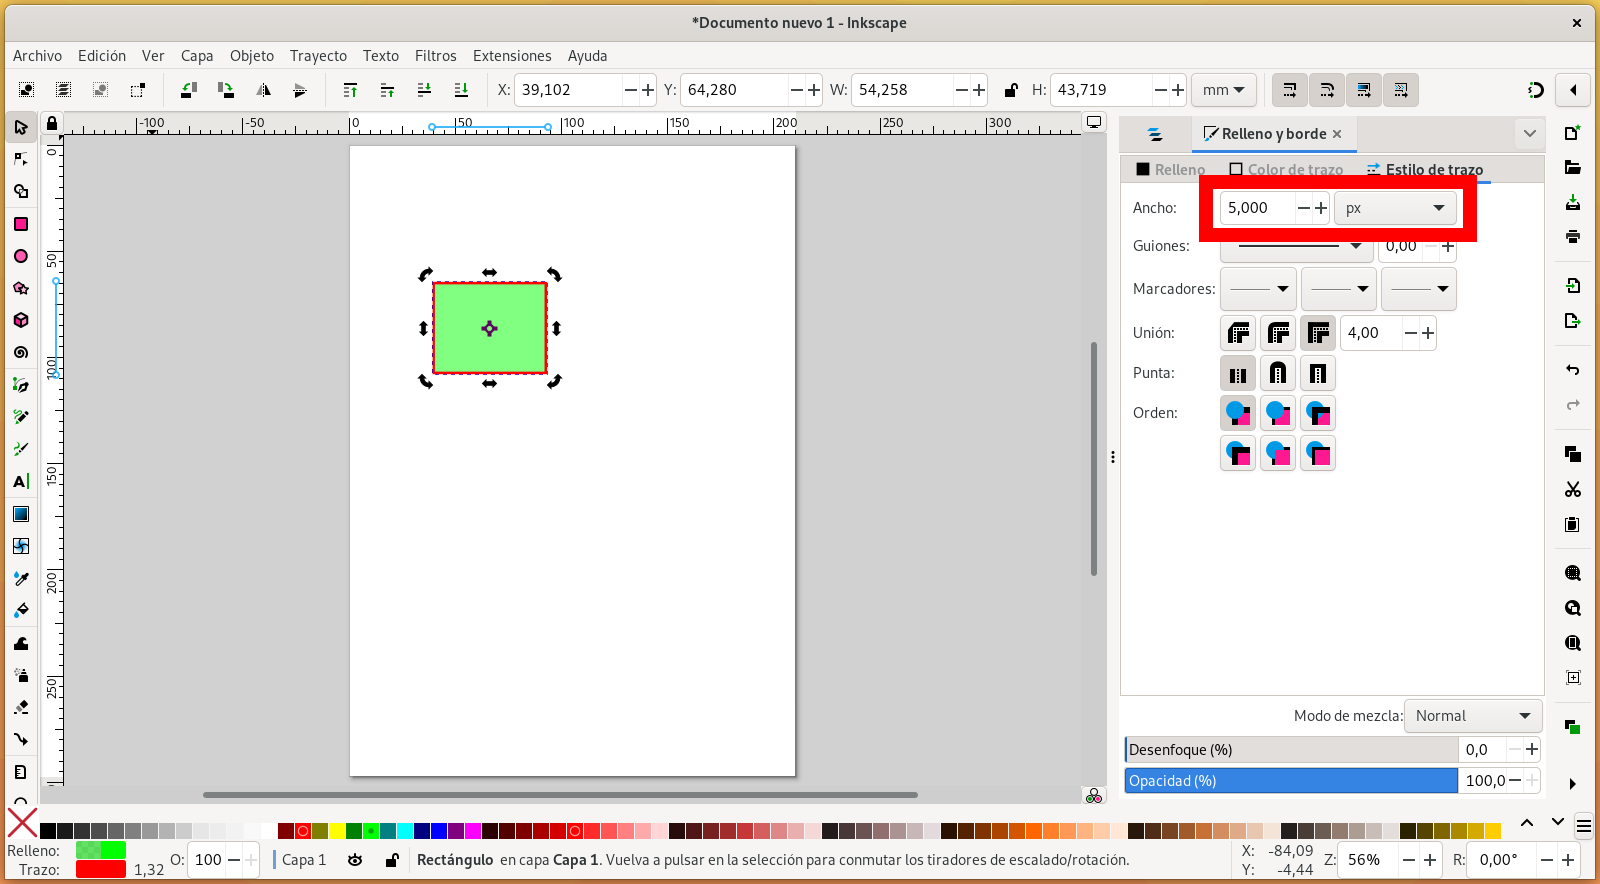 *Documento nuevo 1 - Inkscape
Archivo Edición Ver Capa Objeto Trayecto Texto Filtros Extensiones Ayuda
X: 39,102 Y: 64,280 W: 54,258 H: 43,719 mm
-100 -50 0 50 100 150 200 250 300
Relleno y borde
Relleno Color de trazo Estilo de trazo
Ancho: 5,000 px
Guiones: 0,00
Marcadores:
Unión: 4,00
Punta:
Orden:
0
50
100
150
200
250
Modo de mezcla: Normal
Desenfoque (%) 0,0
Opacidad (%) 100,0
Relleno:
Trazo: 1,32
O: 100
Capa 1
Rectángulo en capa Capa 1. Vuelva a pulsar en la selección para conmutar los tiradores de escalado/rotación.
X: -84,09
Y: -4,44
Z: 56%
R: 0,00°